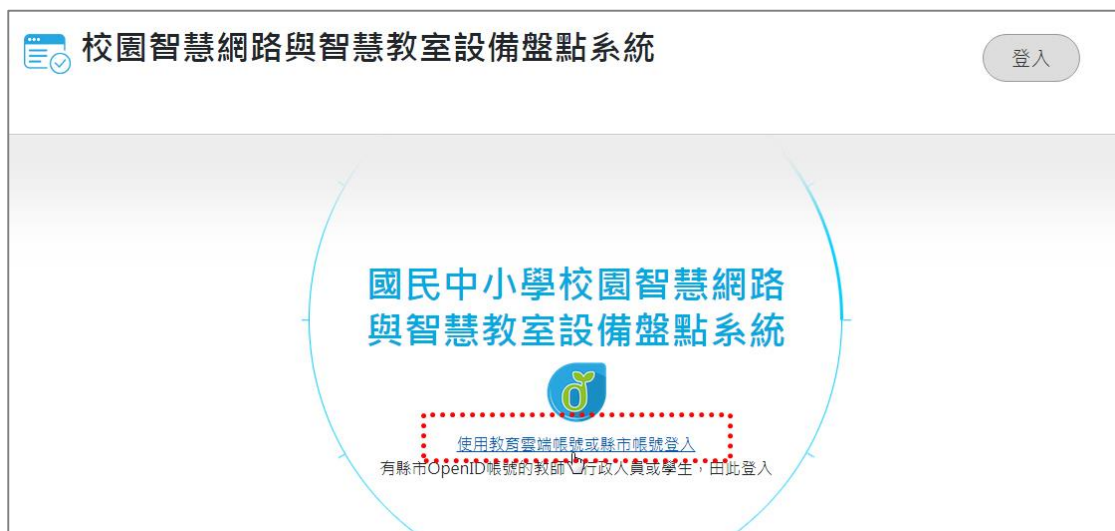 校園智慧網路與智慧教室設備盤點系統
登入
國民中小學校園智慧網路
與智慧教室設備盤點系統
使用教育雲端帳號或縣市帳號登入
有縣市OpenID帳號的教師、行政人員或學生，由此登入